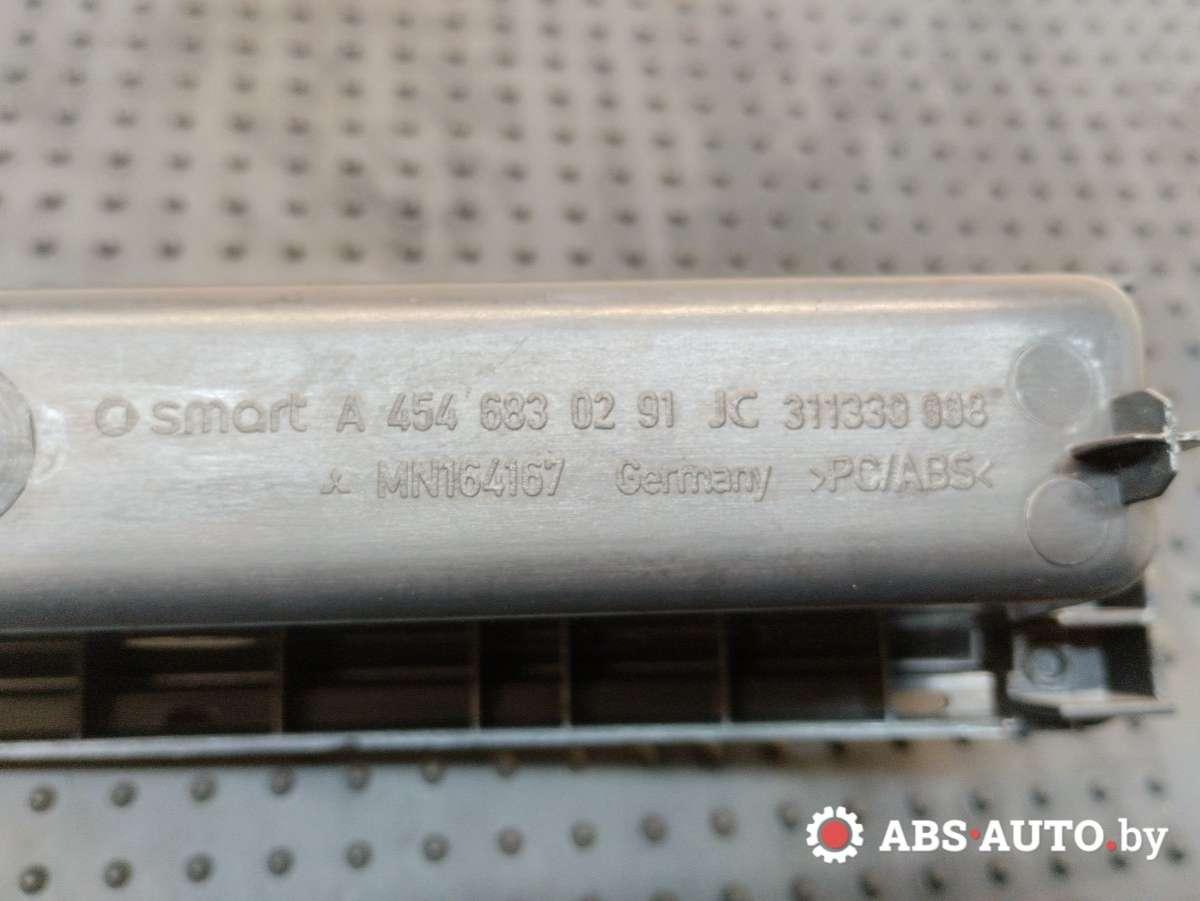 smart A 454 683 02 91 JC 311330 008
MN164167 Germany >PC/ABS<
ABS-AUTO.by